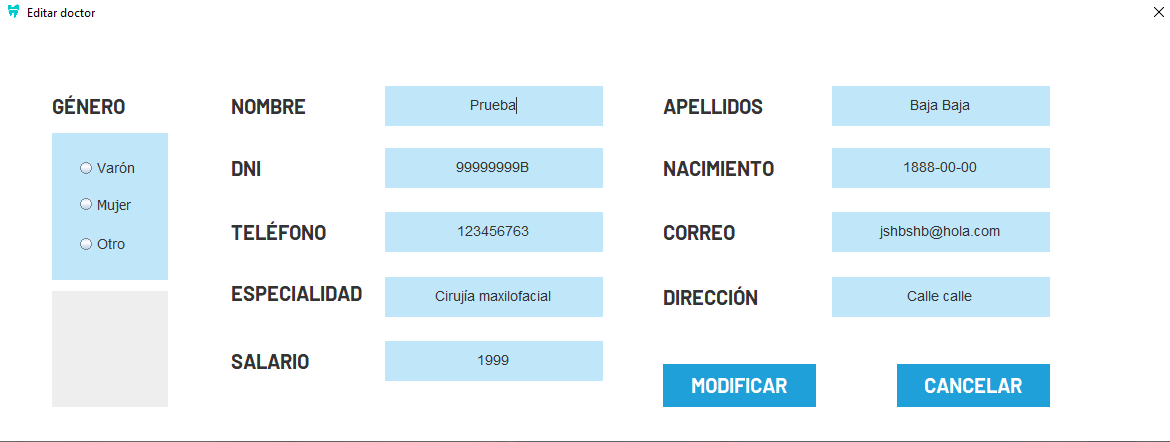 Editar doctor
GÉNERO
Varón
Mujer
Otro
NOMBRE Prueba
DNI 99999999B
TELÉFONO 123456763
ESPECIALIDAD Cirujía maxilofacial
SALARIO 1999
APELLIDOS Baja Baja
NACIMIENTO 1888-00-00
CORREO jshbshb@hola.com
DIRECCIÓN Calle calle
MODIFICAR CANCELAR